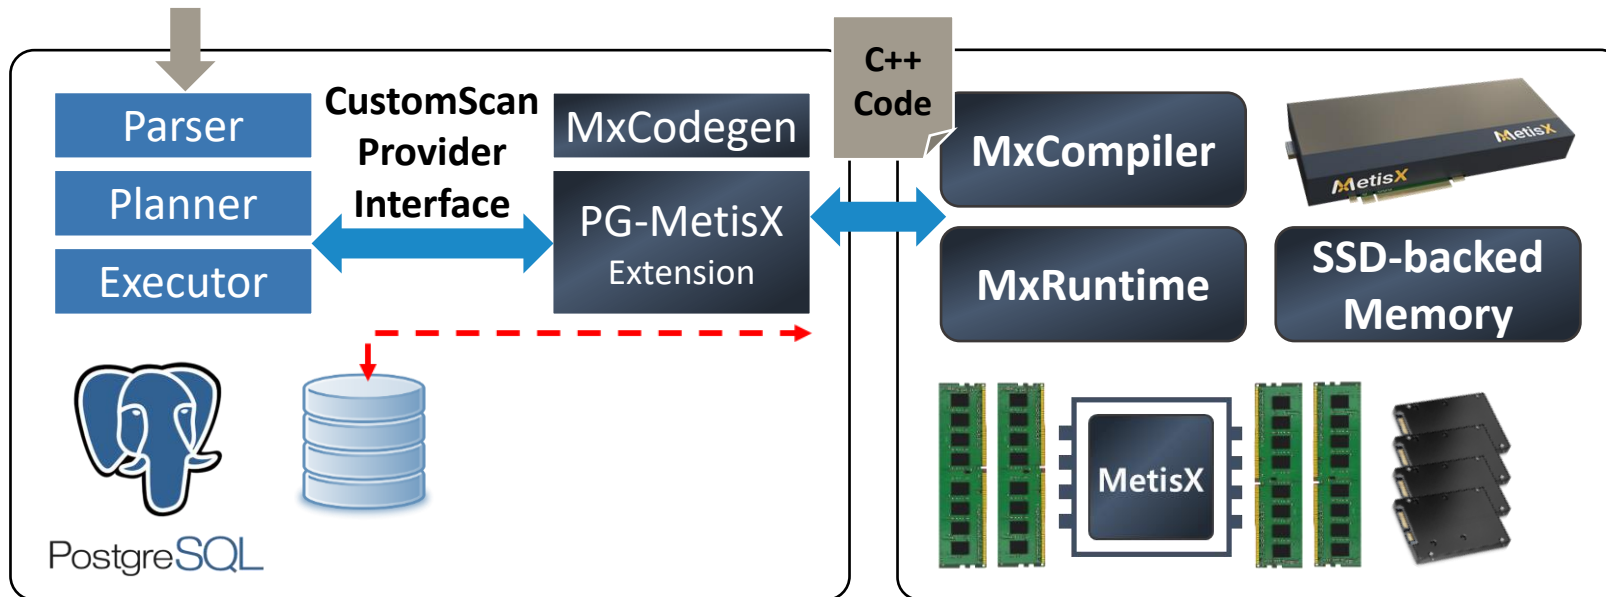 Parser
Planner
Executor
CustomScan
Provider
Interface
MxCodegen
PG-MetisX
Extension
PostgreSQL
C++
Code
MxCompiler
MxRuntime
MetisX
MetisX
SSD-backed
Memory
MetisX